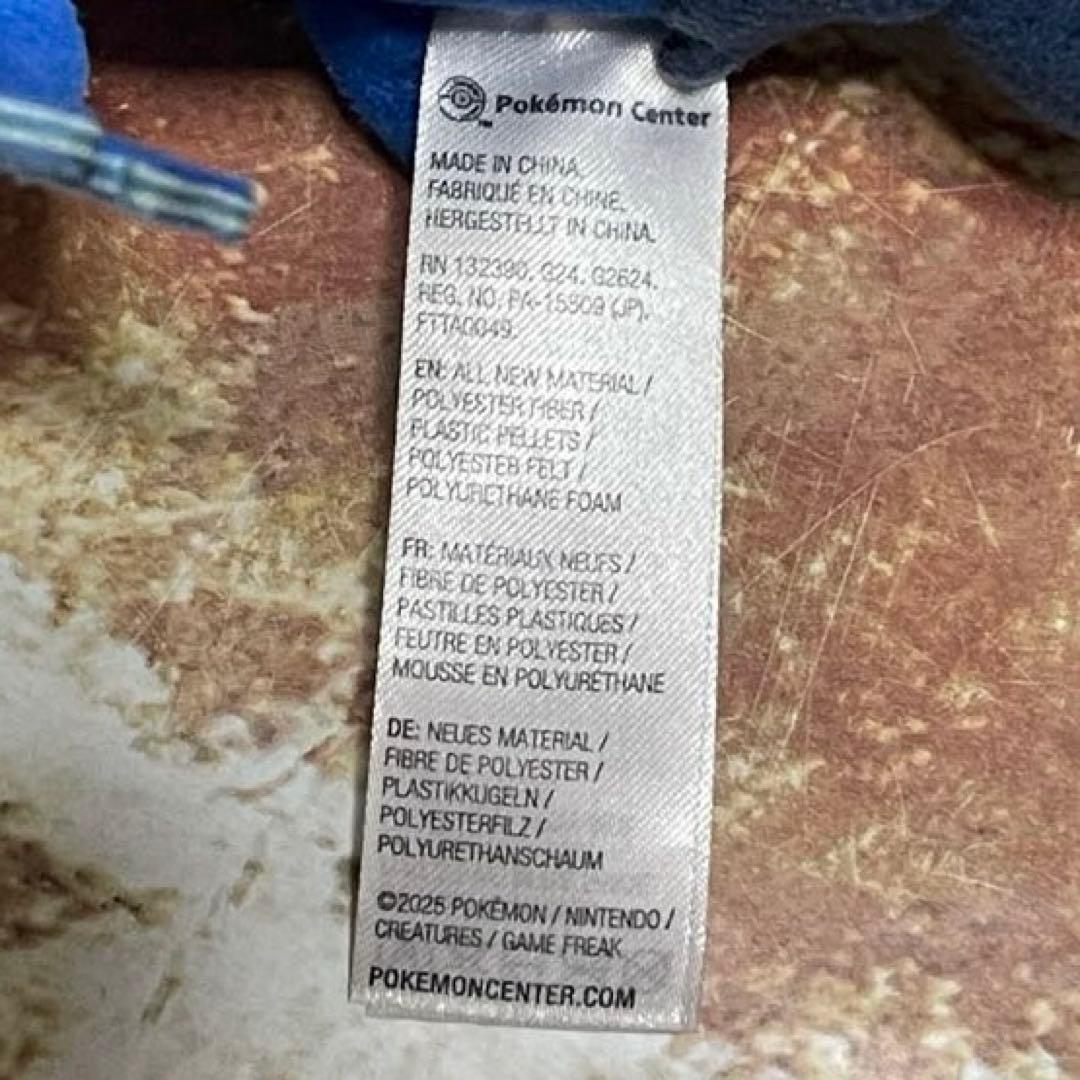 Pokémon Center
MADE IN CHINA.
FABRIQUÉ EN CHINE.
HERGESTELLT IN CHINA.
RN 132390. G24. G2624.
REG. NO. PA-15509 (JP).
FTTA0049.
EN: ALL NEW MATERIAL /
POLYESTER FIBER /
PLASTIC PELLETS /
POLYESTER FELT /
POLYURETHANE FOAM
FR: MATÉRIAUX NEUFS /
FIBRE DE POLYESTER /
PASTILLES PLASTIQUES /
FEUTRE EN POLYESTER /
MOUSSE EN POLYURÉTHANE
DE: NEUES MATERIAL /
FIBRE DE POLYESTER /
PLASTIKKUGELN /
POLYESTERFILZ /
POLYURETHANSCHAUM
©2025 POKÉMON / NINTENDO /
CREATURES / GAME FREAK
POKEMONCENTER.COM